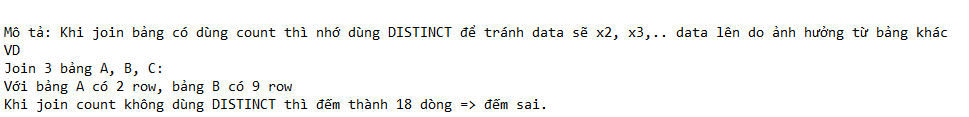 Mô tả: Khi join bảng có dùng count thì nhớ dùng DISTINCT để tránh data sẽ x2, x3,.. data lên do ảnh hưởng từ bảng khác
VD
Join 3 bảng A, B, C:
Với bảng A có 2 row, bảng B có 9 row
Khi join count không dùng DISTINCT thì đếm thành 18 dòng => đếm sai.